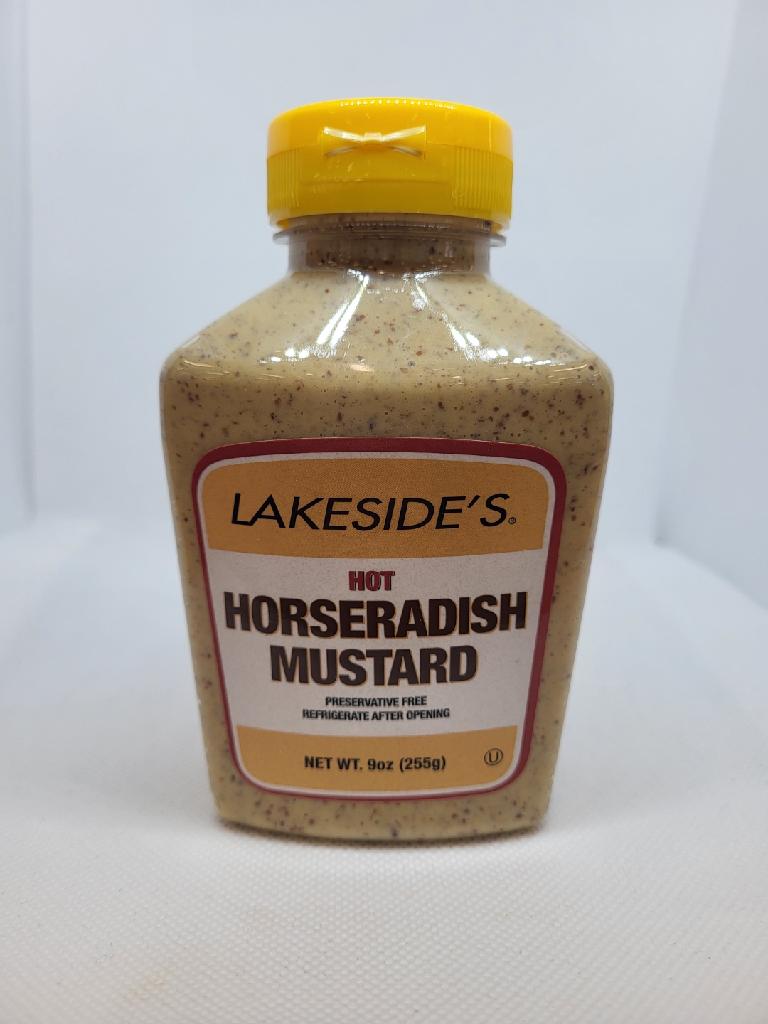 LAKESIDE'S®
HOT
HORSERADISH
MUSTARD
PRESERVATIVE FREE
REFRIGERATE AFTER OPENING
NET WT. 9oz (255g)
U